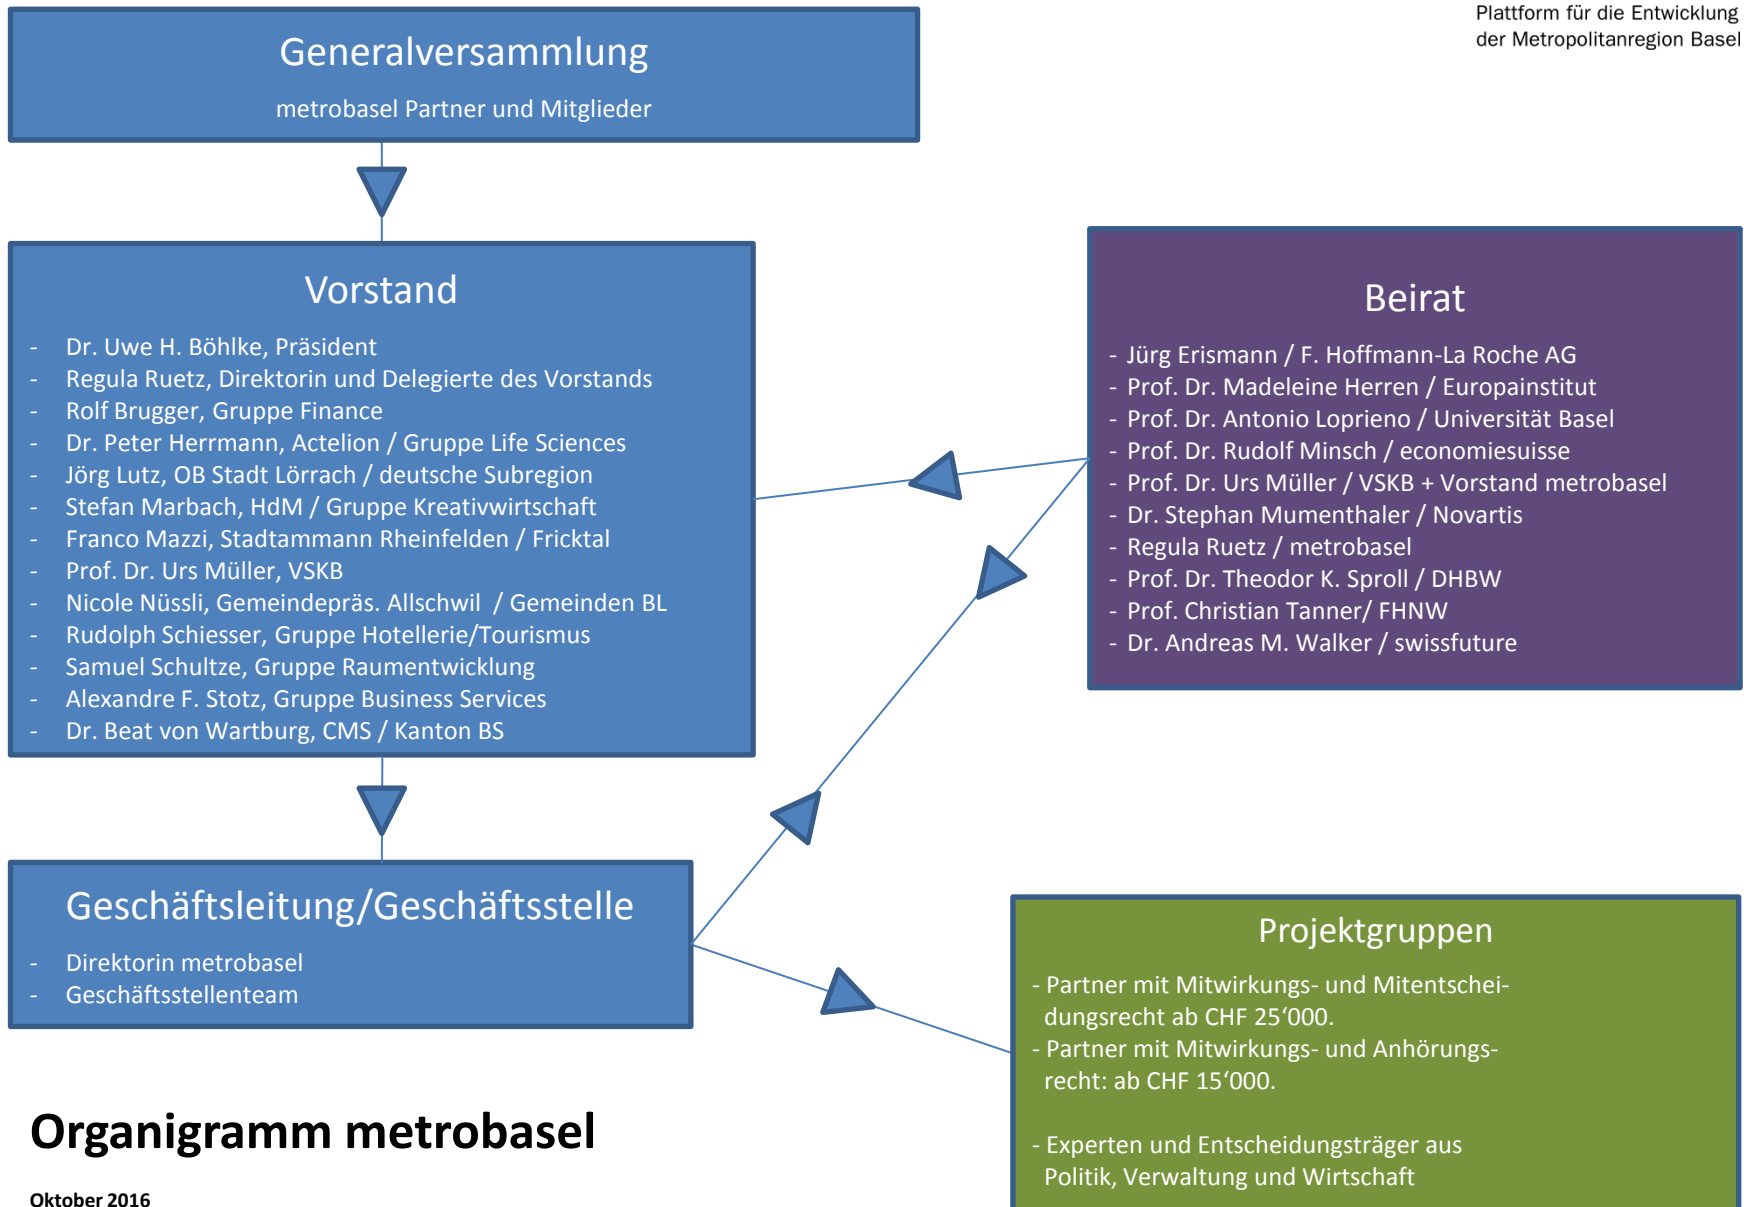 Plattform für die Entwicklung
der Metropolitanregion Basel
Generalversammlung
metrobasel Partner und Mitglieder
Vorstand
- Dr. Uwe H. Böhlke, Präsident
- Regula Ruetz, Direktorin und Delegierte des Vorstands
- Rolf Brugger, Gruppe Finance
- Dr. Peter Herrmann, Actelion / Gruppe Life Sciences
- Jörg Lutz, OB Stadt Lörrach / deutsche Subregion
- Stefan Marbach, HdM / Gruppe Kreativwirtschaft
- Franco Mazzi, Stadtammann Rheinfelden / Fricktal
- Prof. Dr. Urs Müller, VSKB
- Nicole Nüssli, Gemeindepräs. Allschwil / Gemeinden BL
- Rudolph Schiesser, Gruppe Hotellerie/Tourismus
- Samuel Schultze, Gruppe Raumentwicklung
- Alexandre F. Stotz, Gruppe Business Services
- Dr. Beat von Wartburg, CMS / Kanton BS
Beirat
- Jürg Erismann / F. Hoffmann-La Roche AG
- Prof. Dr. Madeleine Herren / Europainstitut
- Prof. Dr. Antonio Loprieno / Universität Basel
- Prof. Dr. Rudolf Minsch / economiesuisse
- Prof. Dr. Urs Müller / VSKB + Vorstand metrobasel
- Dr. Stephan Mumenthaler / Novartis
- Regula Ruetz / metrobasel
- Prof. Dr. Theodor K. Sproll / DHBW
- Prof. Christian Tanner/ FHNW
- Dr. Andreas M. Walker / swissfuture
Geschäftsleitung/Geschäftsstelle
- Direktorin metrobasel
- Geschäftsstellenteam
Projektgruppen
- Partner mit Mitwirkungs- und Mitentschei-
dungsrecht ab CHF 25‘000.
- Partner mit Mitwirkungs- und Anhörungs-
recht: ab CHF 15‘000.
- Experten und Entscheidungsträger aus
Politik, Verwaltung und Wirtschaft
Organigramm metrobasel
Oktober 2016